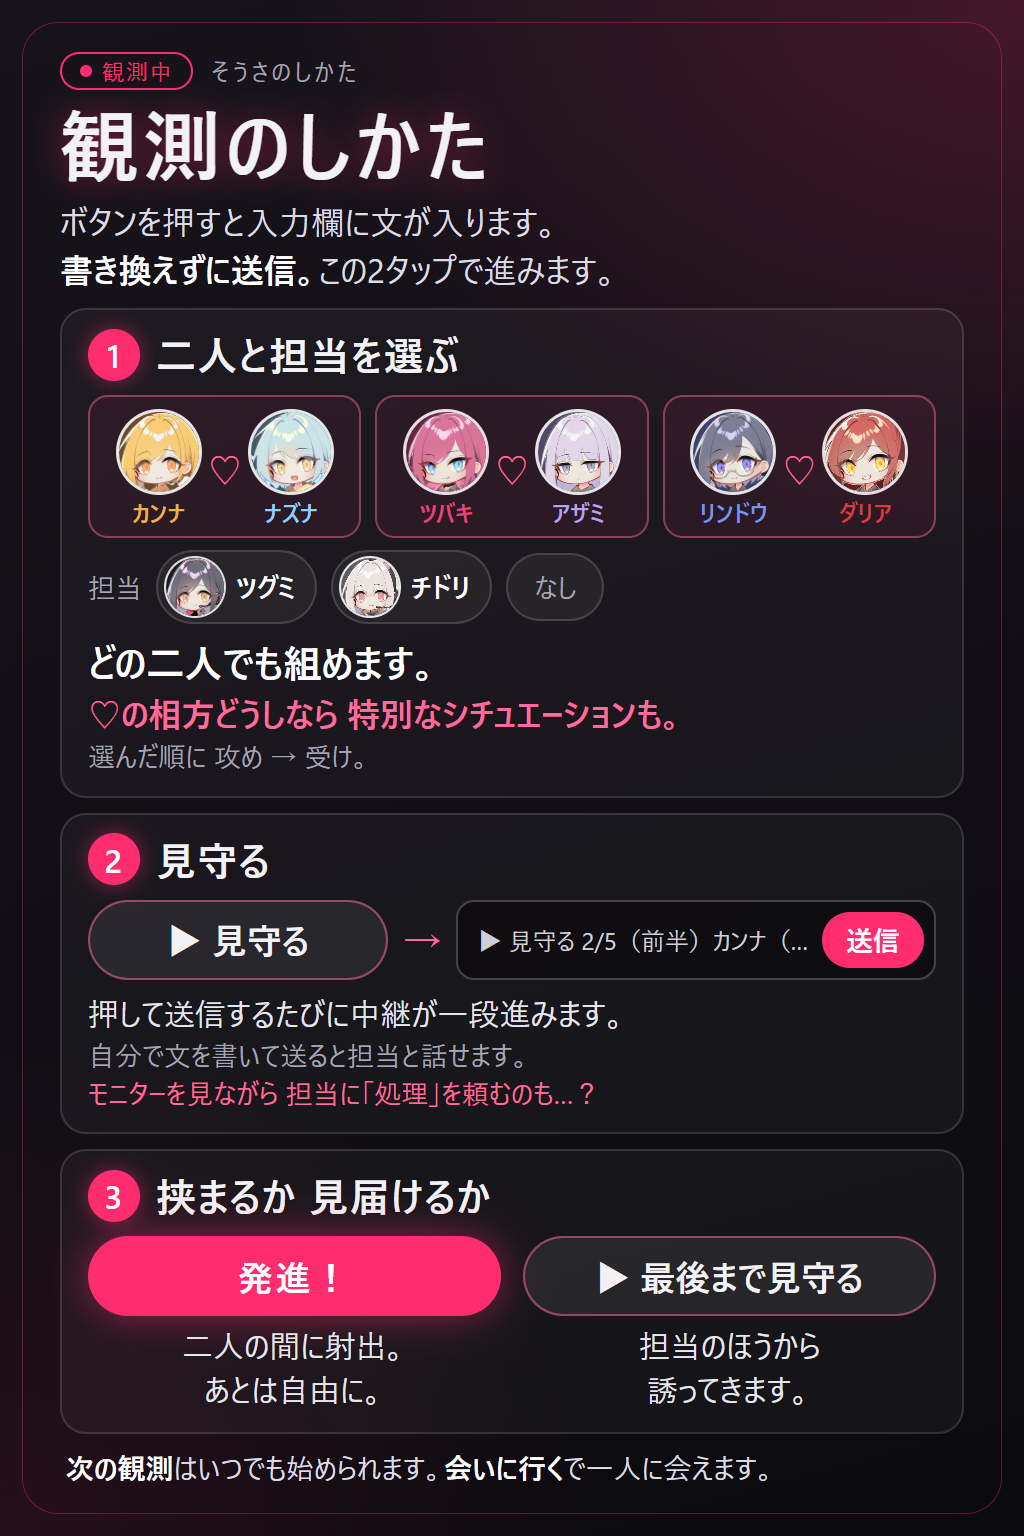 観測中 そうさのしかた
観測のしかた
ボタンを押すと入力欄に文が入ります。
書き換えずに送信。この2タップで進みます。
1 二人と担当を選ぶ
カンナ ♡ ナズナ
ツバキ ♡ アザミ
リンドウ ♡ ダリア
担当 ツグミ チドリ なし
どの二人でも組めます。
♡の相方どうしなら 特別なシチュエーションも。
選んだ順に 攻め → 受け。
2 見守る
▶ 見守る → ▶ 見守る 2/5（前半）カンナ（... 送信
押して送信するたびに中継が一段進みます。
自分で文を書いて送ると担当と話せます。
モニターを見ながら 担当に「処理」を頼むのも...？
3 挟まるか 見届けるか
発進！
二人の間に射出。
あとは自由に。
▶ 最後まで見守る
担当のほうから
誘ってきます。
次の観測はいつでも始められます。会いに行くで一人に会えます。